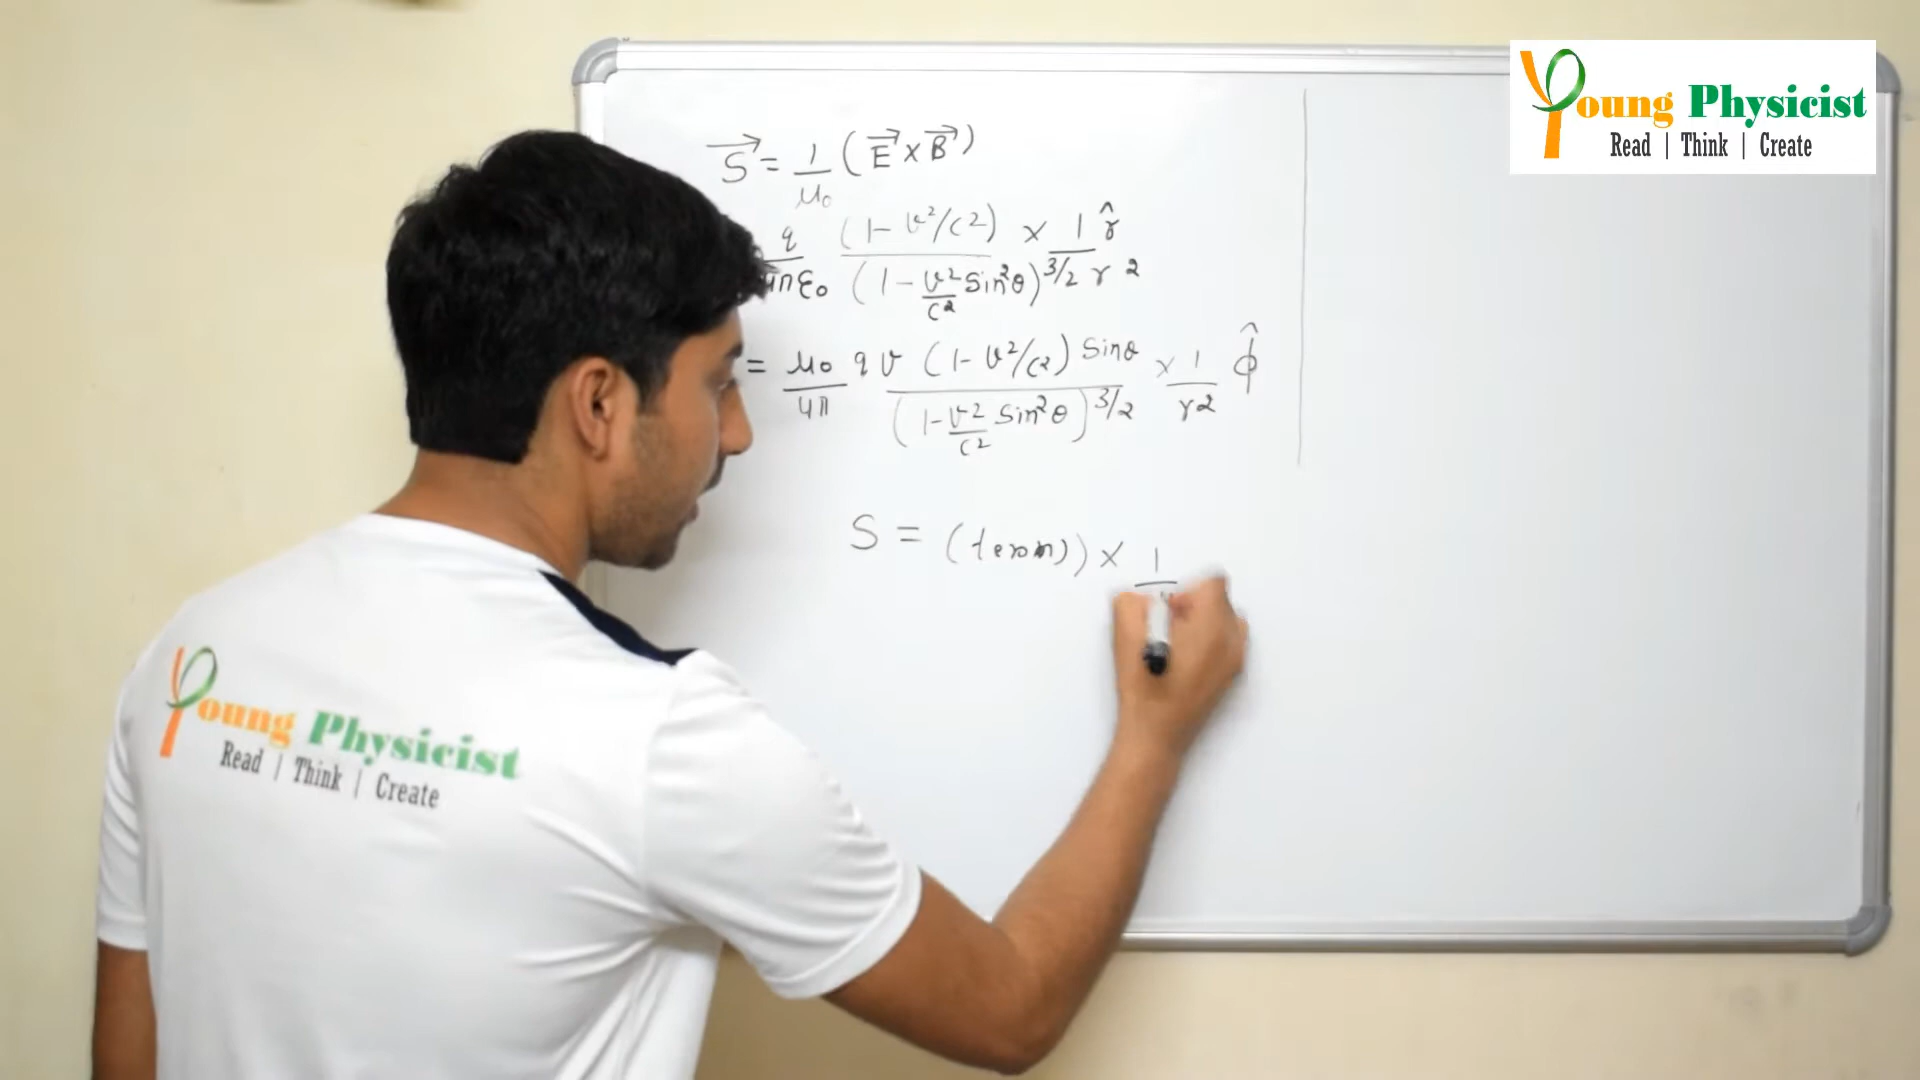 Young Physicist
Read | Think | Create
S⃗ = 1/μ₀ (E⃗ × B⃗)
q/4πε₀ (1 - v²/c²)/(1 - v²/c² Sin²θ)^3/2 × 1/r² r̂
= μ₀/4π q v (1 - v²/c²) Sinθ/(1 - v²/c² Sin²θ)^3/2 × 1/r² ϕ̂
S = (term) × 1/
Young Physicist
Read | Think | Create